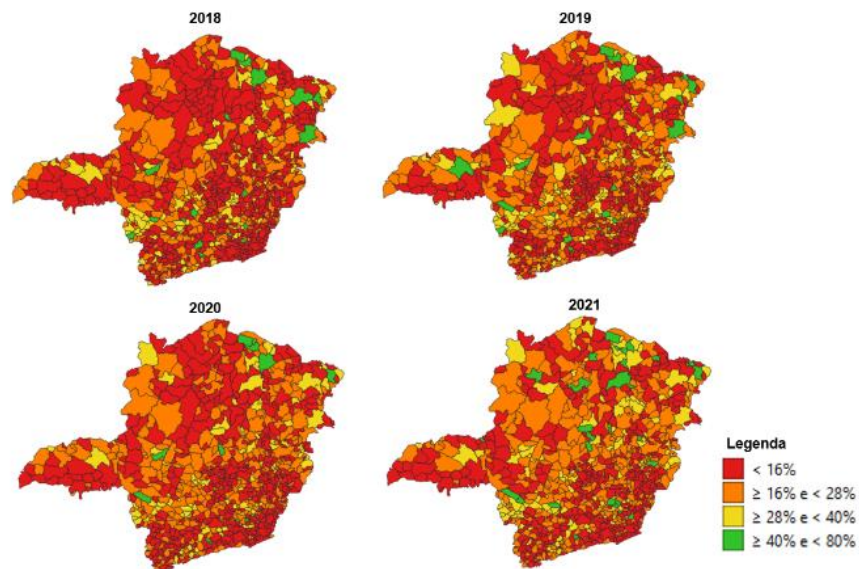 2018
2019
2020
2021
Legenda
< 16%
≥ 16% e < 28%
≥ 28% e < 40%
≥ 40% e < 80%